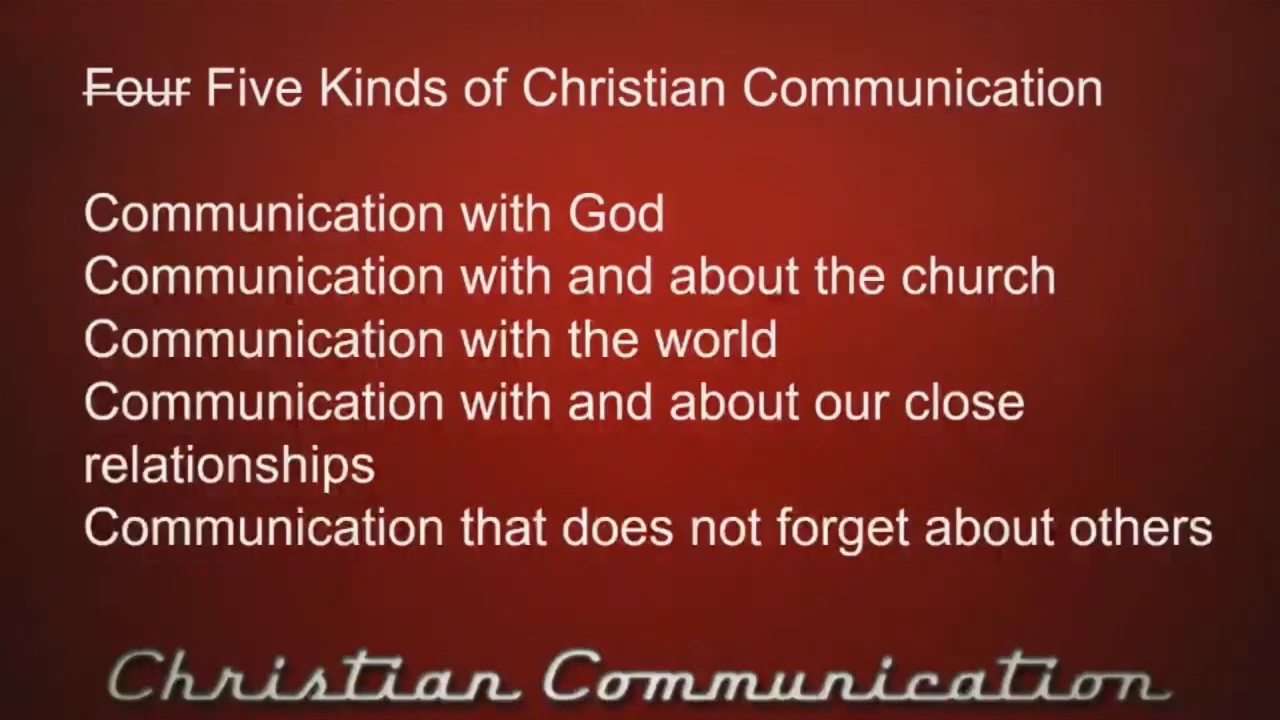 Four Five Kinds of Christian Communication
Communication with God
Communication with and about the church
Communication with the world
Communication with and about our close
relationships
Communication that does not forget about others
Christian Communication